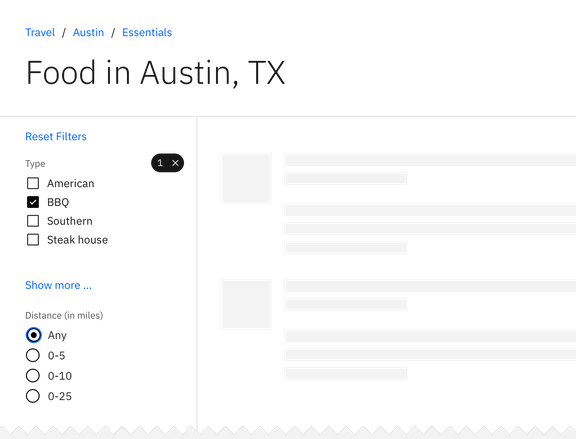 Travel / Austin / Essentials
Food in Austin, TX
Reset Filters
Type
1 ×
American
BBQ
Southern
Steak house
Show more ...
Distance (in miles)
Any
0-5
0-10
0-25